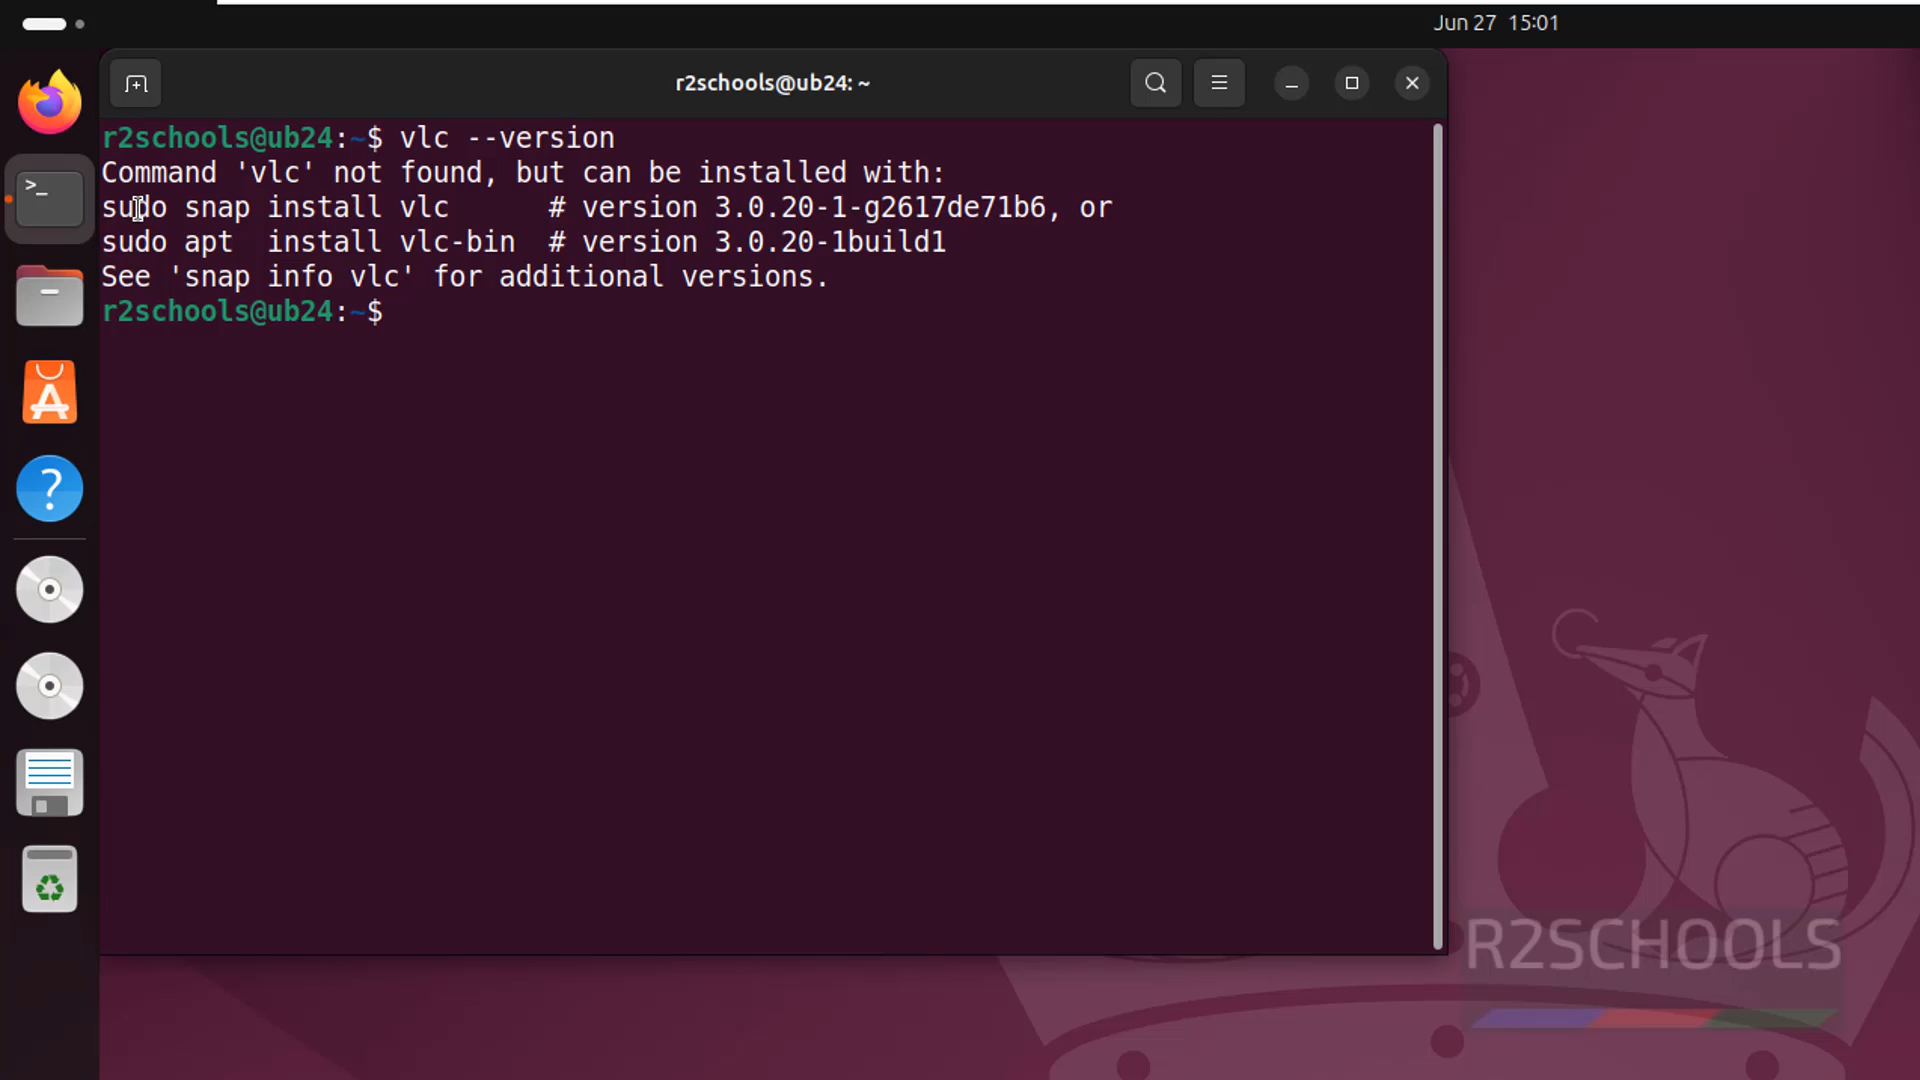 Jun 27 15:01
r2schools@ub24: ~
r2schools@ub24:~$ vlc --version
Command 'vlc' not found, but can be installed with:
sudo snap install vlc      # version 3.0.20-1-g2617de71b6, or
sudo apt  install vlc-bin  # version 3.0.20-1build1
See 'snap info vlc' for additional versions.
r2schools@ub24:~$
R2SCHOOLS